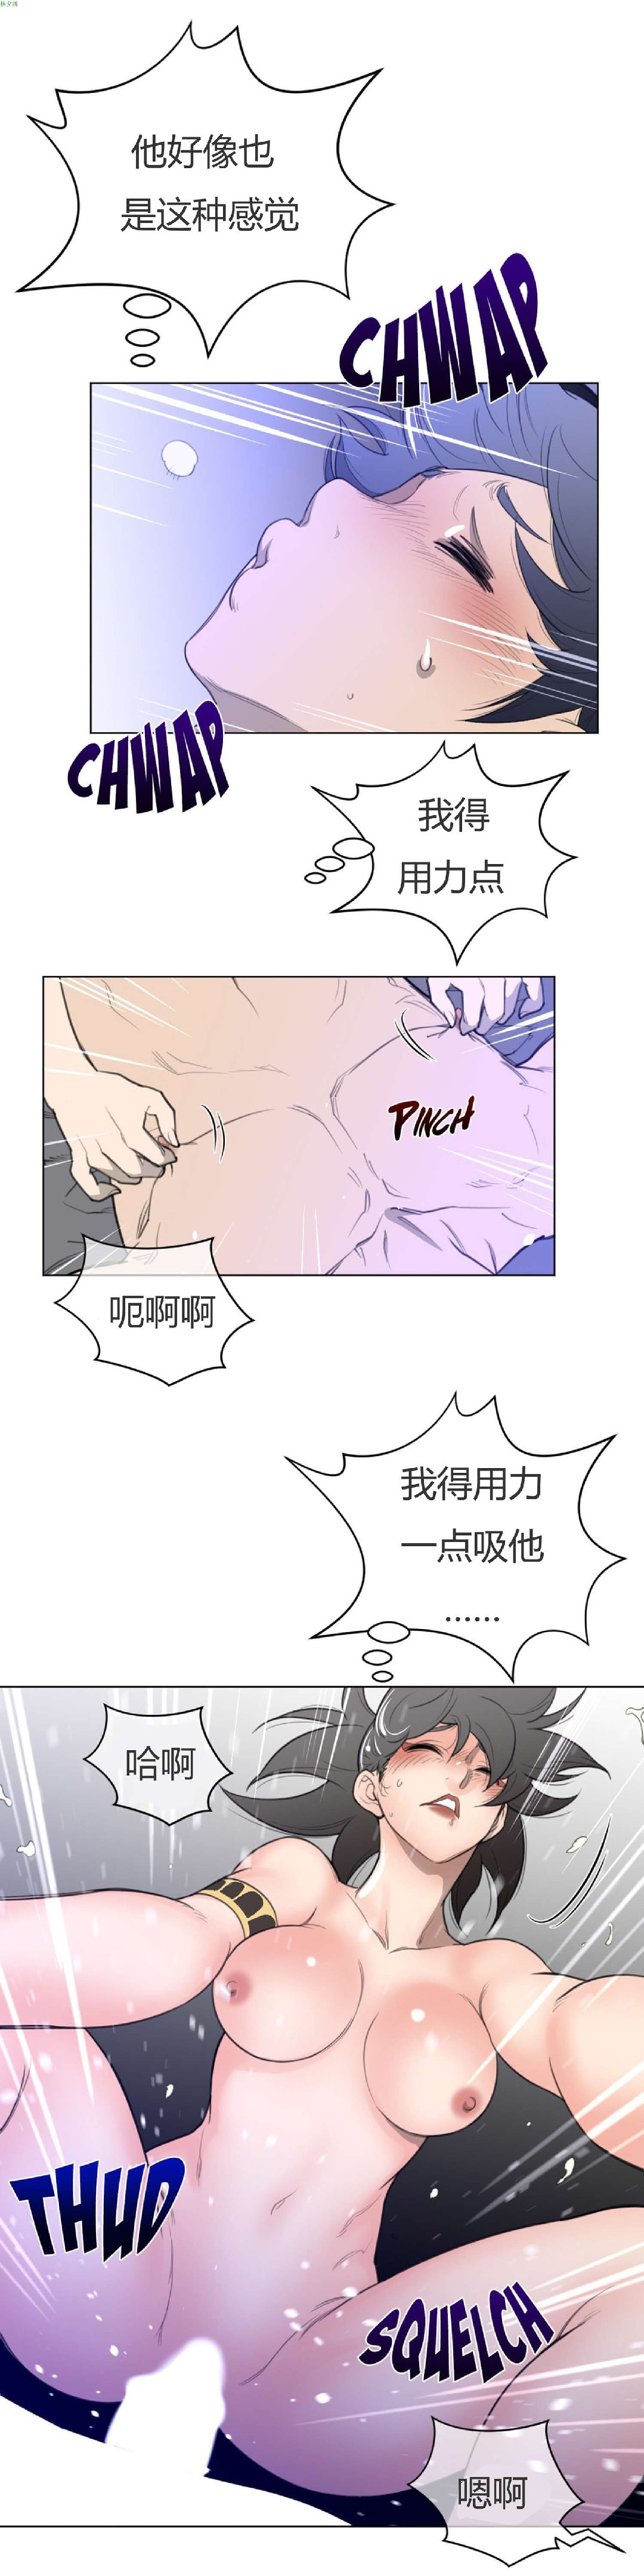 他好像也
是这种感觉
CHWAP
CHWAP
我得
用力点
PINCH
呃啊啊
我得用力
一点吸他
……
哈啊
THUD
SQUELCH
嗯啊